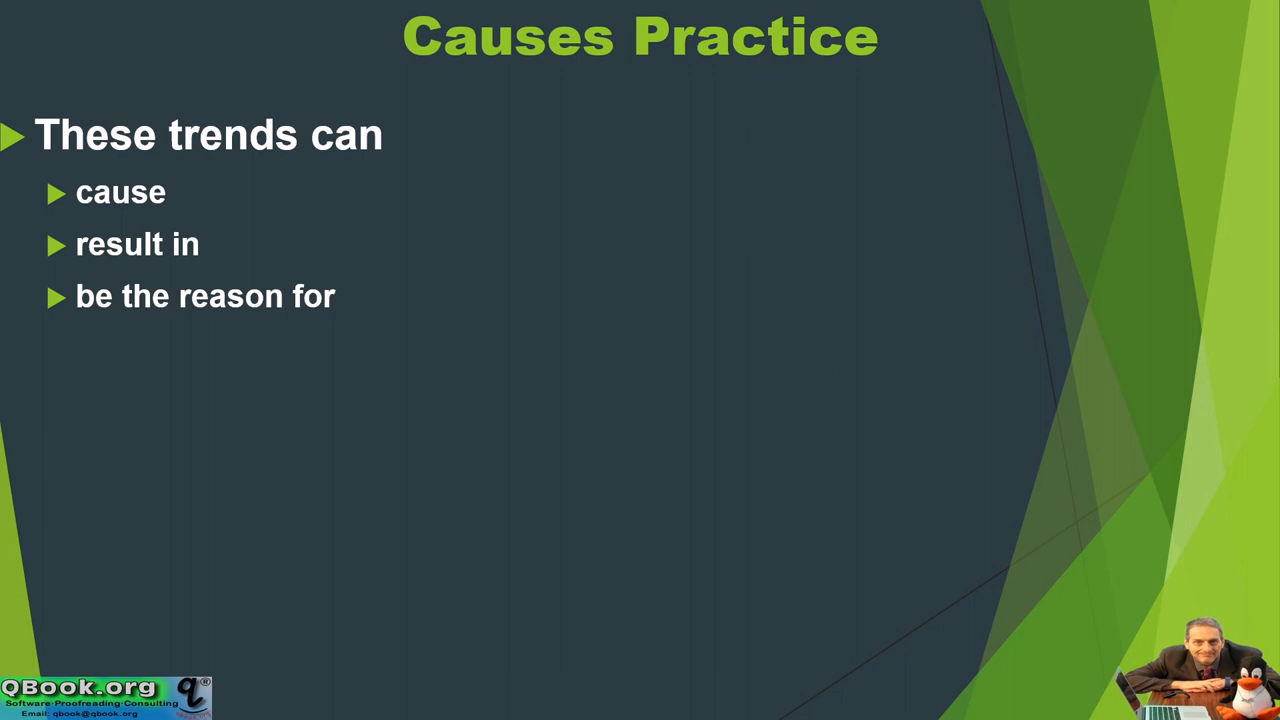 Causes Practice
These trends can
cause
result in
be the reason for
QBook.org q®
Software·Proofreading·Consulting
Email: qbook@qbook.org